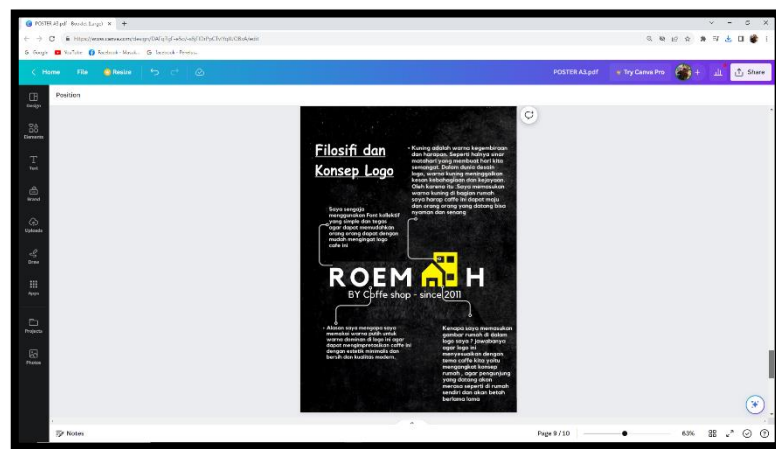 POSTER A3.pdf
Google
YouTube
Home
File
Resize
POSTER A3.pdf
Try Canva Pro
Share
Design
Elements
Text
Brand
Uploads
Draw
Apps
Projects
Photos
Position
Filosifi dan
Konsep Logo
• Kuning adalah warna kegembiraan
dan harapan. Seperti halnya sinar
matahari yang membuat hari kita
semangat. Dalam dunia desain
logo, warna kuning meninggalkan
kesan kebahagiaan dan kejayaan.
Oleh karena itu .Saya memasukan
warna kuning di bagian rumah
saya harap caffe ini dapat maju
dan orang orang yang datang bisa
nyaman dan senang
Saya sengaja
menggunakan Font kollektif
yang simple dan tegas
agar dapat memudahkan
orang orang dapat dengan
mudah mengingat logo
cafe ini
ROEM H
BY Coffe shop - since 2011
• Alasan saya mengapa saya
memakai warna putih untuk
warna dominan di logo ini agar
dapat mengimpretasikan caffe ini
dengan estetik minimalis dan
bersih dan kualitas modern.
Kenapa saya memasukan
gambar rumah di dalam
logo saya ? jawabanya
agar logo ini
menyesuaikan dengan
tema caffe kita yaitu
mengangkat konsep
rumah , agar pengunjung
yang datang akan
merasa seperti di rumah
sendiri dan akan betah
berlama lama
Notes
Page 9 / 10
63%